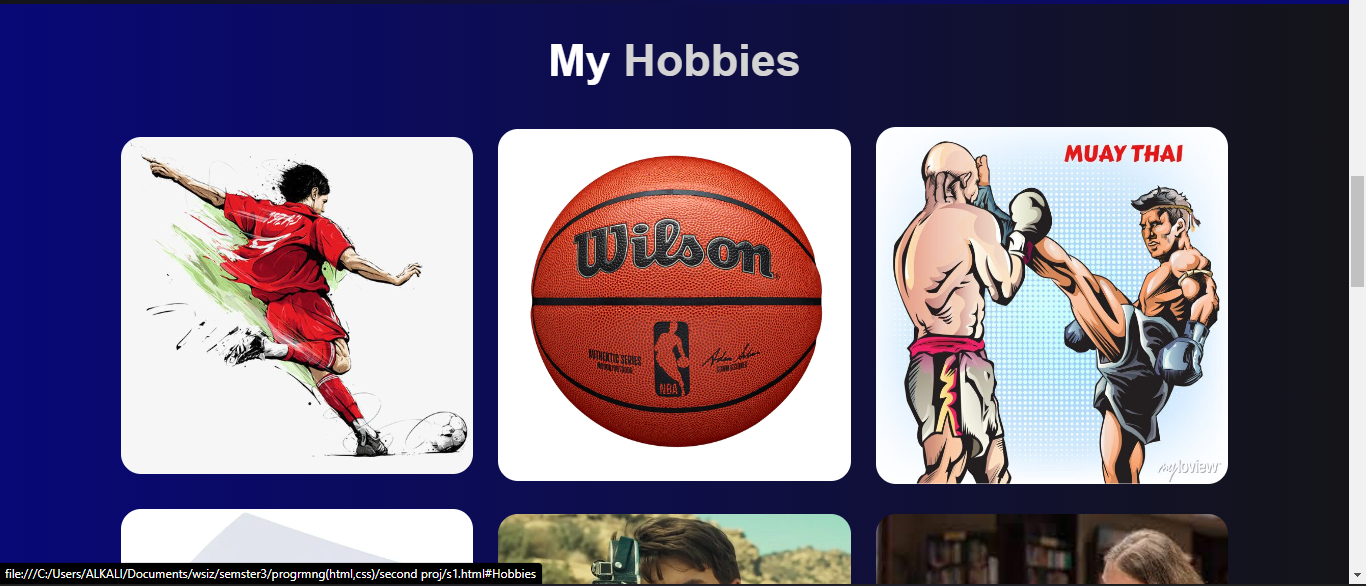 My Hobbies
MUAY THAI
Wilson
AUTHENTIC SERIES
NBA
myloview
file:///C:/Users/ALKALI/Documents/wsiz/semster3/progrmng(html,css)/second proj/s1.html#Hobbies